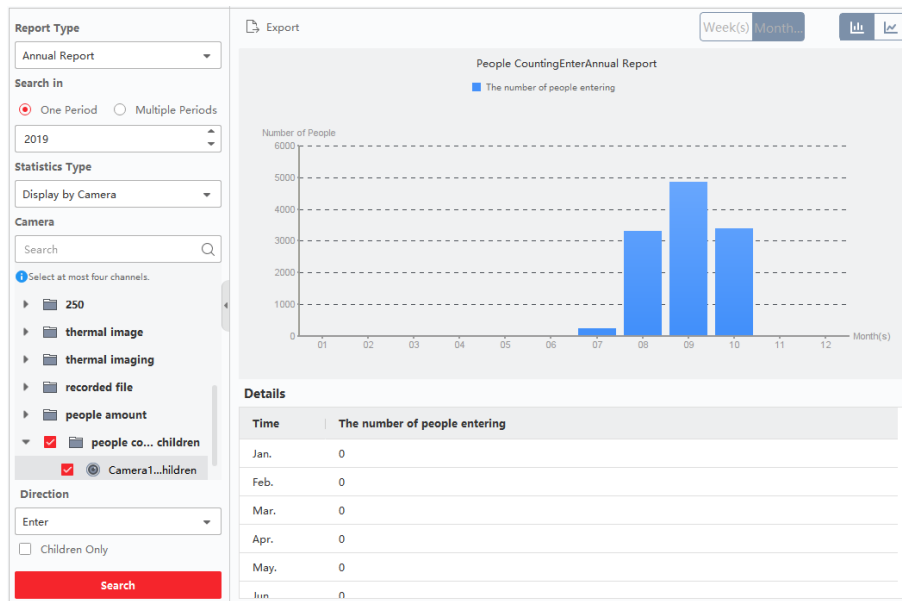 Report Type
Annual Report
Search in
One Period
Multiple Periods
2019
Statistics Type
Display by Camera
Camera
Search
Select at most four channels.
250
thermal image
thermal imaging
recorded file
people amount
people co... children
Camera1...hildren
Direction
Enter
Children Only
Search
Export
Week(s)
Month...
People CountingEnterAnnual Report
The number of people entering
Number of People
6000
5000
4000
3000
2000
1000
0
01 02 03 04 05 06 07 08 09 10 11 12
Month(s)
Details
Time The number of people entering
Jan. 0
Feb. 0
Mar. 0
Apr. 0
May. 0
Jun. 0